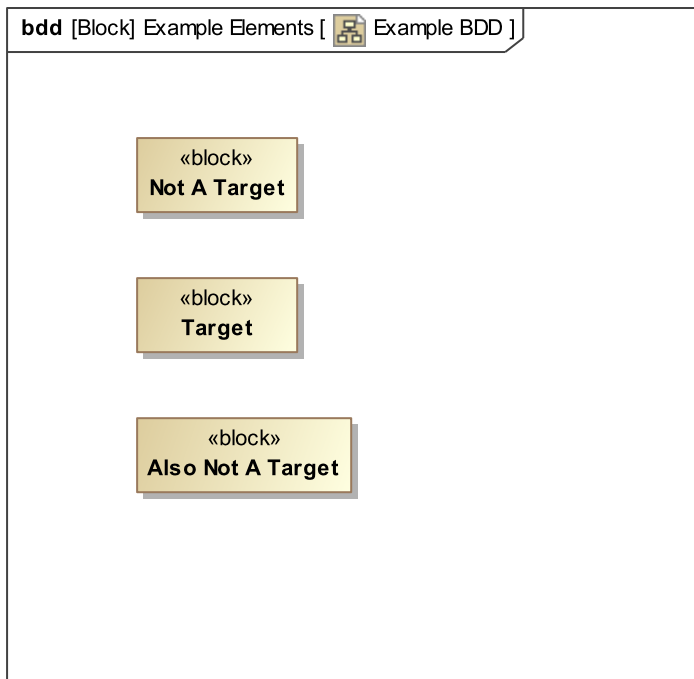 bdd [Block] Example Elements [ Example BDD ]
«block»
Not A Target
«block»
Target
«block»
Also Not A Target